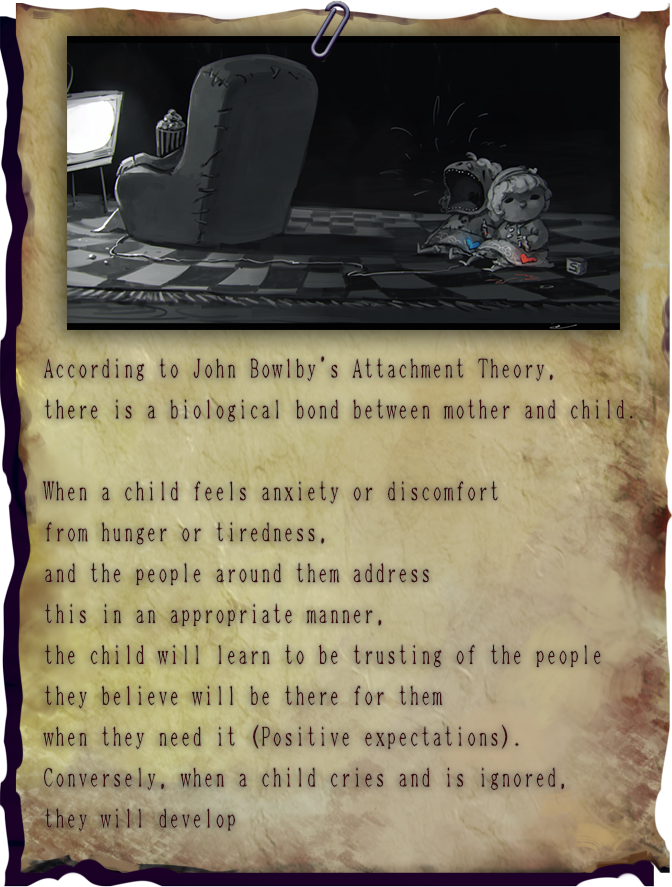 According to John Bowlby's Attachment Theory,
there is a biological bond between mother and child.
When a child feels anxiety or discomfort
from hunger or tiredness,
and the people around them address
this in an appropriate manner,
the child will learn to be trusting of the people
they believe will be there for them
when they need it (Positive expectations).
Conversely, when a child cries and is ignored,
they will develop